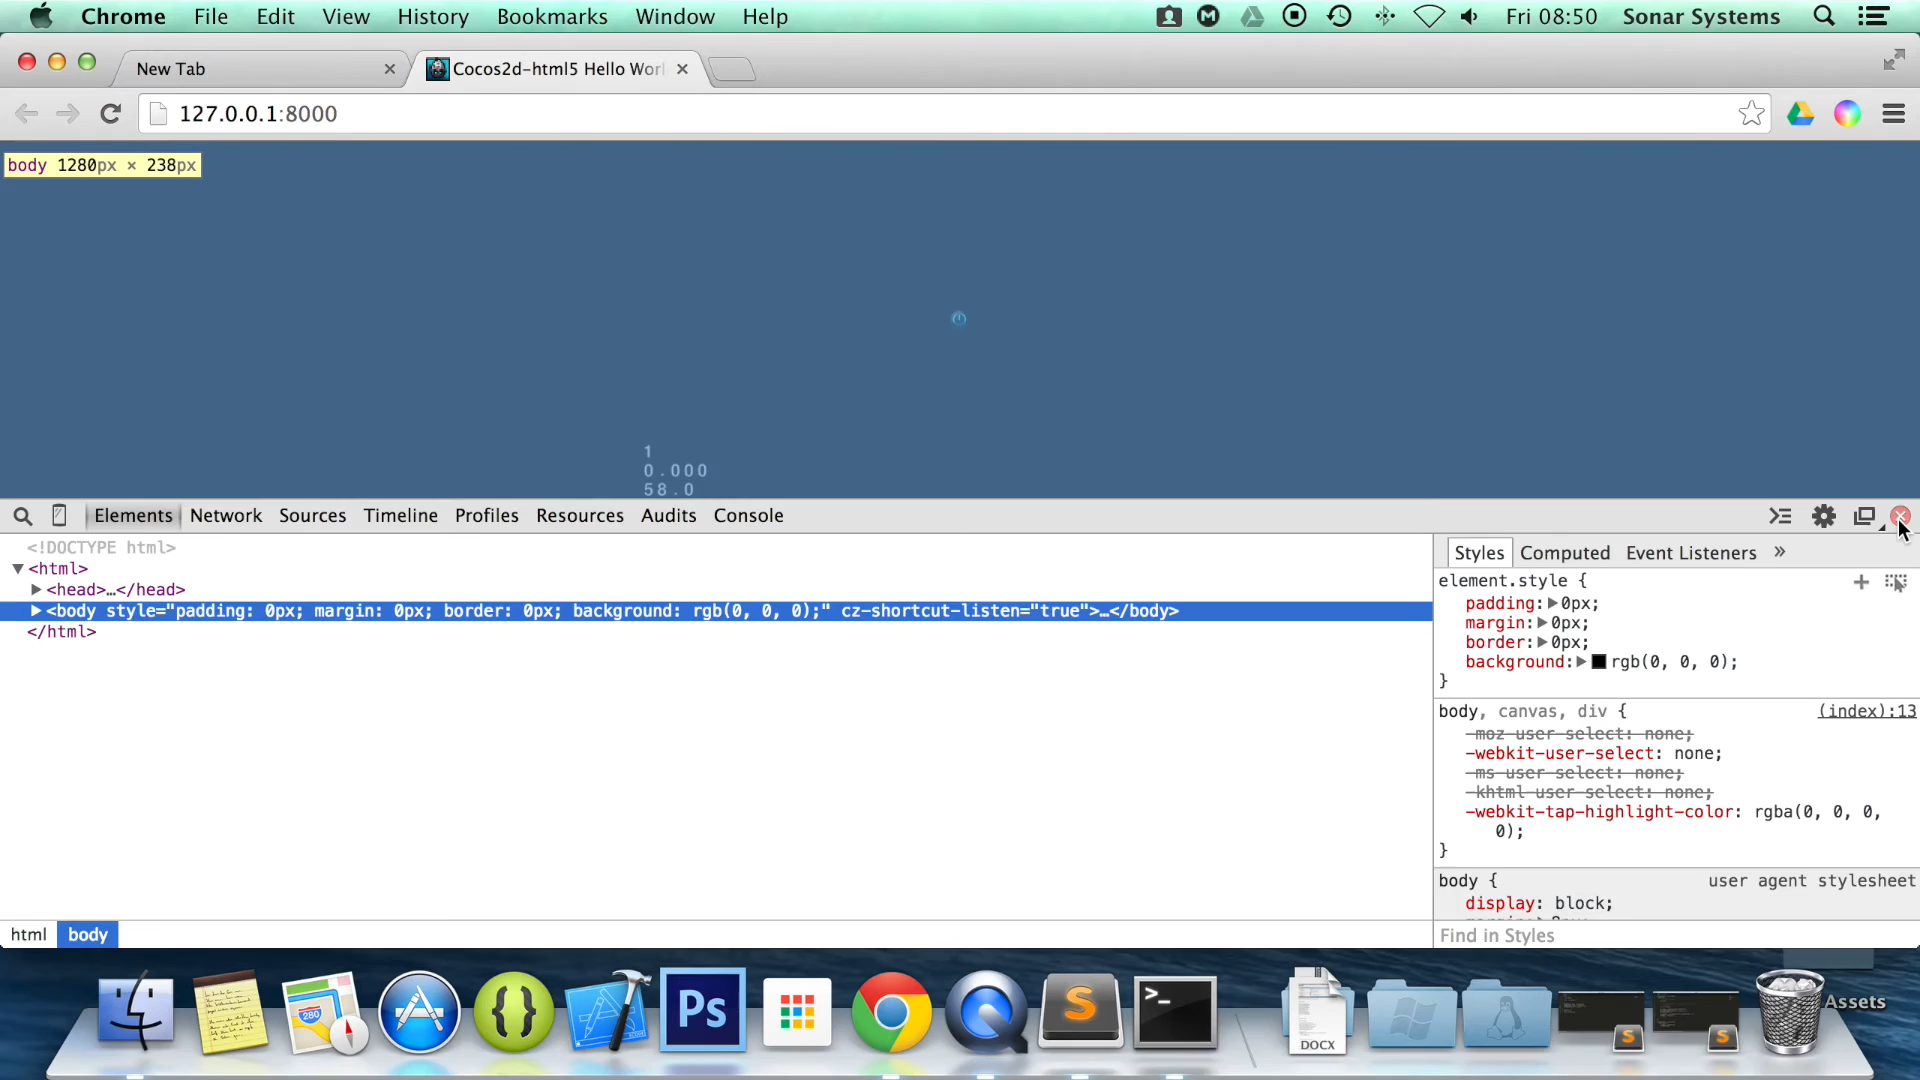 Chrome File Edit View History Bookmarks Window Help Fri 08:50 Sonar Systems
New Tab Cocos2d-html5 Hello Worl
127.0.0.1:8000
body 1280px × 238px
1
0.000
58.0
Elements Network Sources Timeline Profiles Resources Audits Console
<!DOCTYPE html>
▼<html>
▶<head>…</head>
▶<body style="padding: 0px; margin: 0px; border: 0px; background: rgb(0, 0, 0);" cz-shortcut-listen="true">…</body>
</html>
Styles Computed Event Listeners »
element.style {
padding:▶0px;
margin:▶0px;
border:▶0px;
background:▶rgb(0, 0, 0);
}
body, canvas, div { (index):13
-moz-user-select: none;
-webkit-user-select: none;
-ms-user-select: none;
-khtml-user-select: none;
-webkit-tap-highlight-color: rgba(0, 0, 0,
0);
}
body { user agent stylesheet
display: block;
html body
Find in Styles
280
Ps
S
>_
DOCX
S
S
Assets